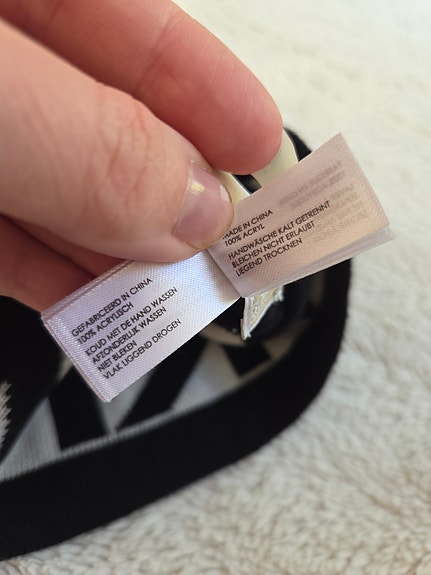 GEFABRICEERD IN CHINA
100% ACRYLISCH
KOUD MET DE HAND WASSEN
AFZONDERLIJK WASSEN
NIET BLEKEN
VLAK LIGGEND DROGEN
MADE IN CHINA
100% ACRYL
HANDWÄSCHE KALT GETRENNT
BLEICHEN NICHT ERLAUBT
LIEGEND TROCKNEN